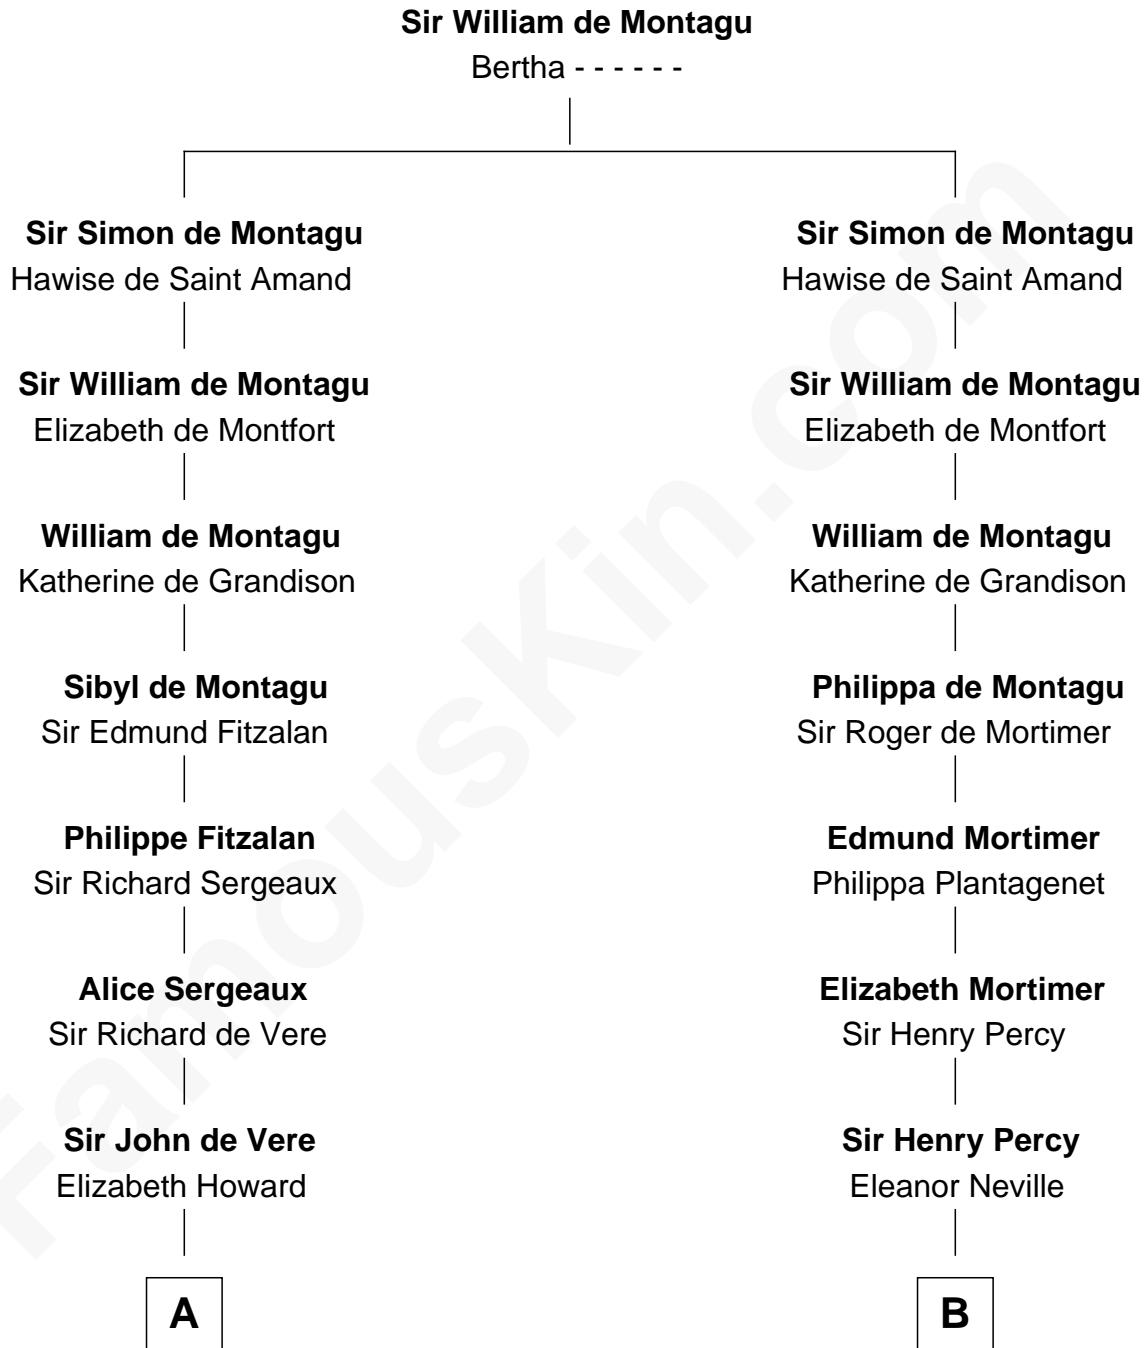 Sir William de Montagu
Bertha - - - - - -
Sir Simon de Montagu
Hawise de Saint Amand
Sir William de Montagu
Elizabeth de Montfort
William de Montagu
Katherine de Grandison
Sibyl de Montagu
Sir Edmund Fitzalan
Philippe Fitzalan
Sir Richard Sergeaux
Alice Sergeaux
Sir Richard de Vere
Sir John de Vere
Elizabeth Howard
A
Sir Simon de Montagu
Hawise de Saint Amand
Sir William de Montagu
Elizabeth de Montfort
William de Montagu
Katherine de Grandison
Philippa de Montagu
Sir Roger de Mortimer
Edmund Mortimer
Philippa Plantagenet
Elizabeth Mortimer
Sir Henry Percy
Sir Henry Percy
Eleanor Neville
B
FamousKin.com